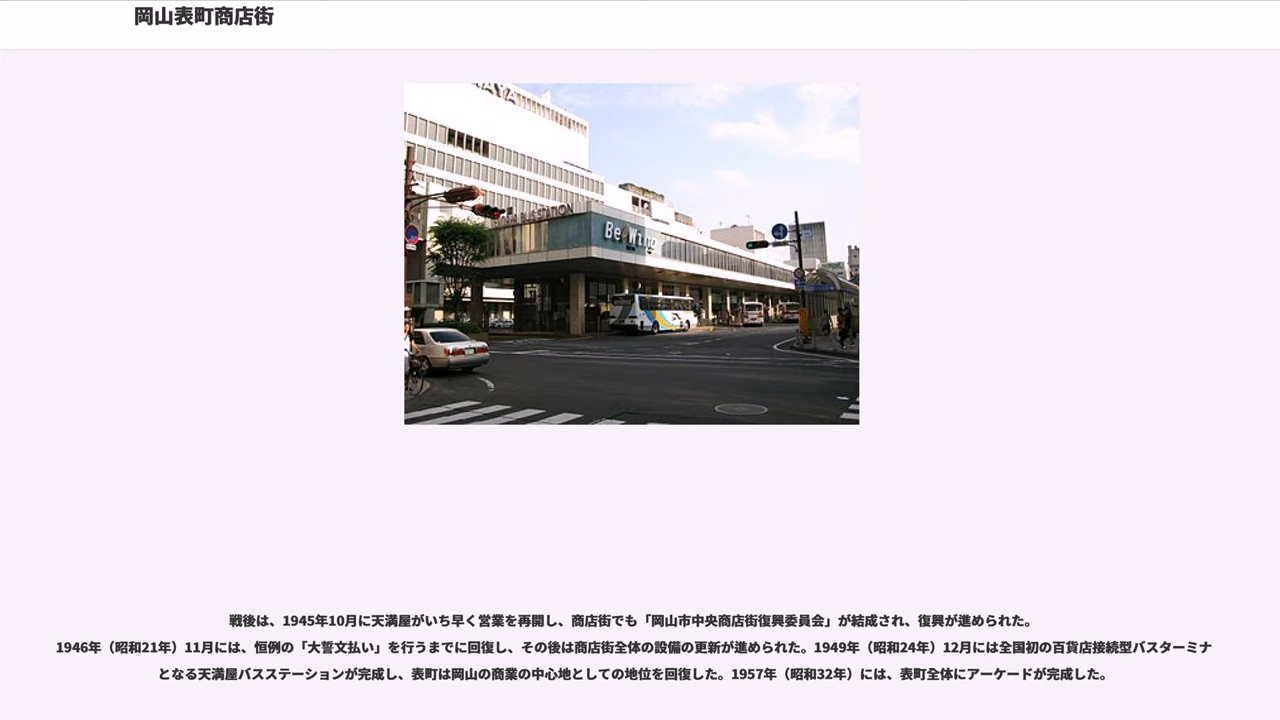 岡山表町商店街
BUS STATION
Be Wing
戦後は、1945年10月に天満屋がいち早く営業を再開し、商店街でも「岡山市中央商店街復興委員会」が結成され、復興が進められた。
1946年（昭和21年）11月には、恒例の「大誓文払い」を行うまでに回復し、その後は商店街全体の設備の更新が進められた。1949年（昭和24年）12月には全国初の百貨店接続型バスターミナ
となる天満屋バスステーションが完成し、表町は岡山の商業の中心地としての地位を回復した。1957年（昭和32年）には、表町全体にアーケードが完成した。